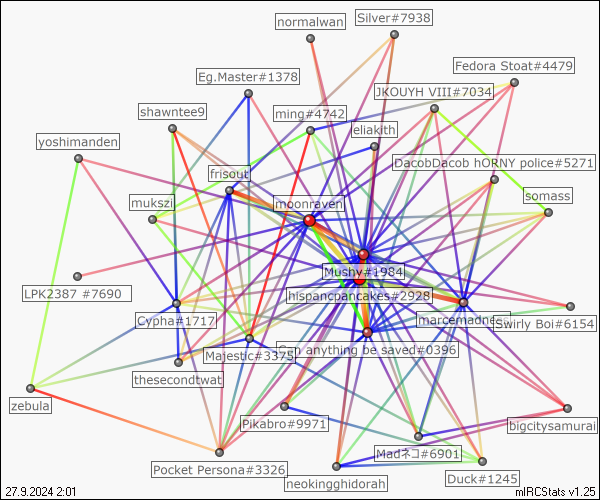 normalwan
Silver#7938
Fedora Stoat#4479
Eg.Master#1378
JKOUYH VIII#7034
shawntee9
ming#4742
eliakith
yoshimanden
DacobDacob hORNY police#5271
frisout
mukszi
moonraven
somass
Mushy#1984
LPK2387 #7690
hispancpancakes#2928
Cypha#1717
marcemadness
Swirly Boi#6154
Majestic#3375
Can anything be saved#0396
thesecondtwat
zebula
Pikabro#9971
bigcitysamurai
Madネコ#6901
Pocket Persona#3326
neokingghidorah
Duck#1245
27.9.2024 2:01
mIRCStats v1.25